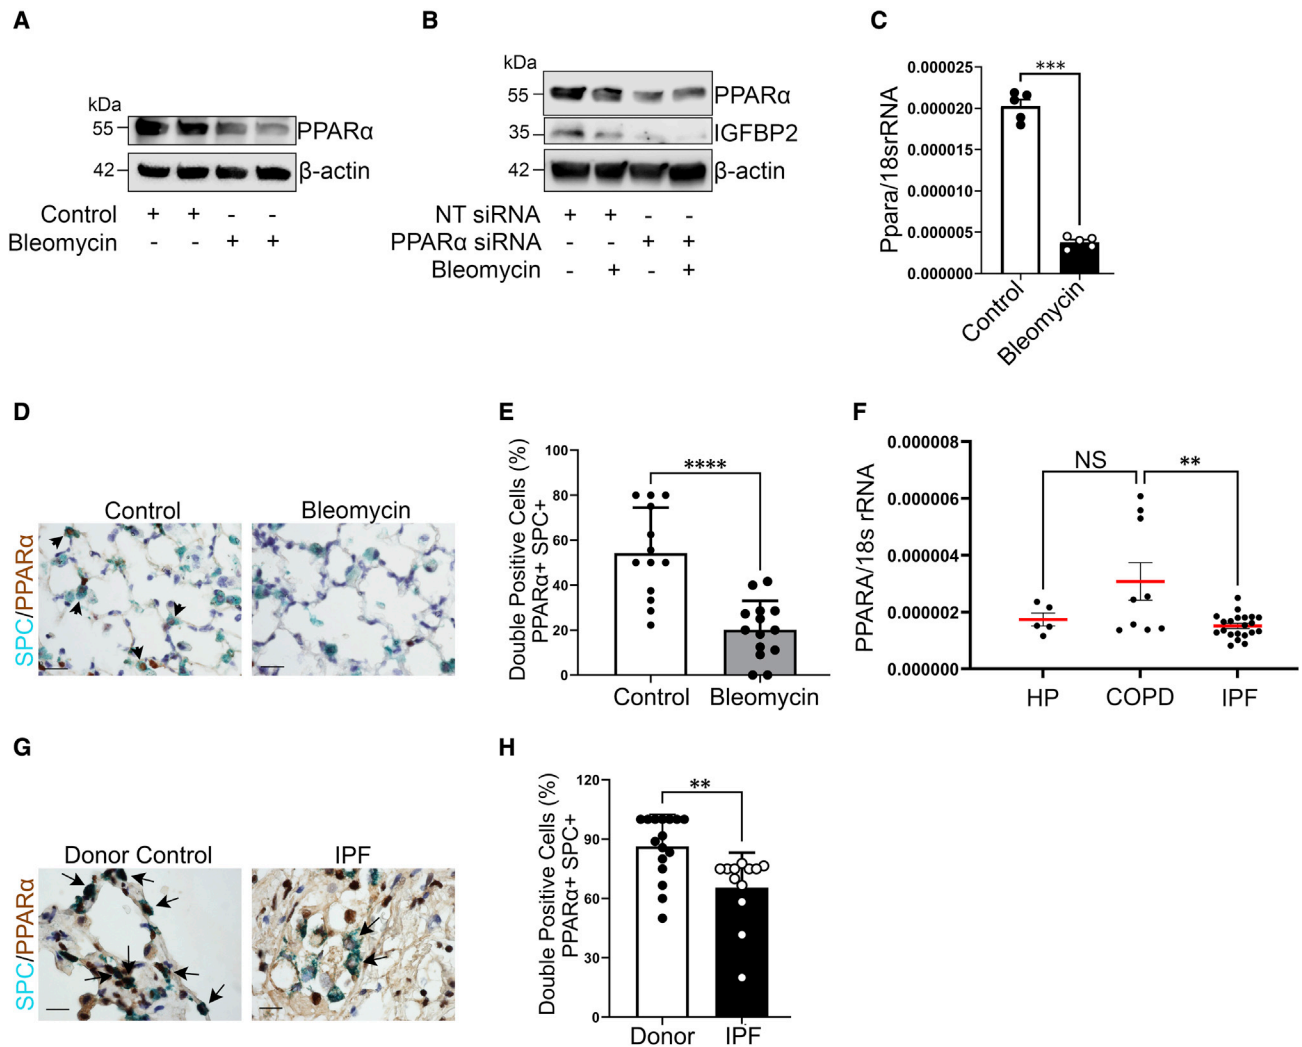 A
kDa
55
PPARα
42
β-actin
Control + + - -
Bleomycin - - + +
B
kDa
55
PPARα
35
IGFBP2
42
β-actin
NT siRNA + + - -
PPARα siRNA - - + +
Bleomycin - + - +
C
Ppara/18srRNA
0.000025
0.000020
0.000015
0.000010
0.000005
0.000000
***
Control
Bleomycin
D
SPC/PPARα
Control
Bleomycin
E
Double Positive Cells (%)
PPARα+ SPC+
100
80
60
40
20
0
****
Control
Bleomycin
F
PPARA/18s rRNA
0.000008
0.000006
0.000004
0.000002
0.000000
NS
**
HP
COPD
IPF
G
SPC/PPARα
Donor Control
IPF
H
Double Positive Cells (%)
PPARα+ SPC+
120
90
60
30
0
**
Donor
IPF